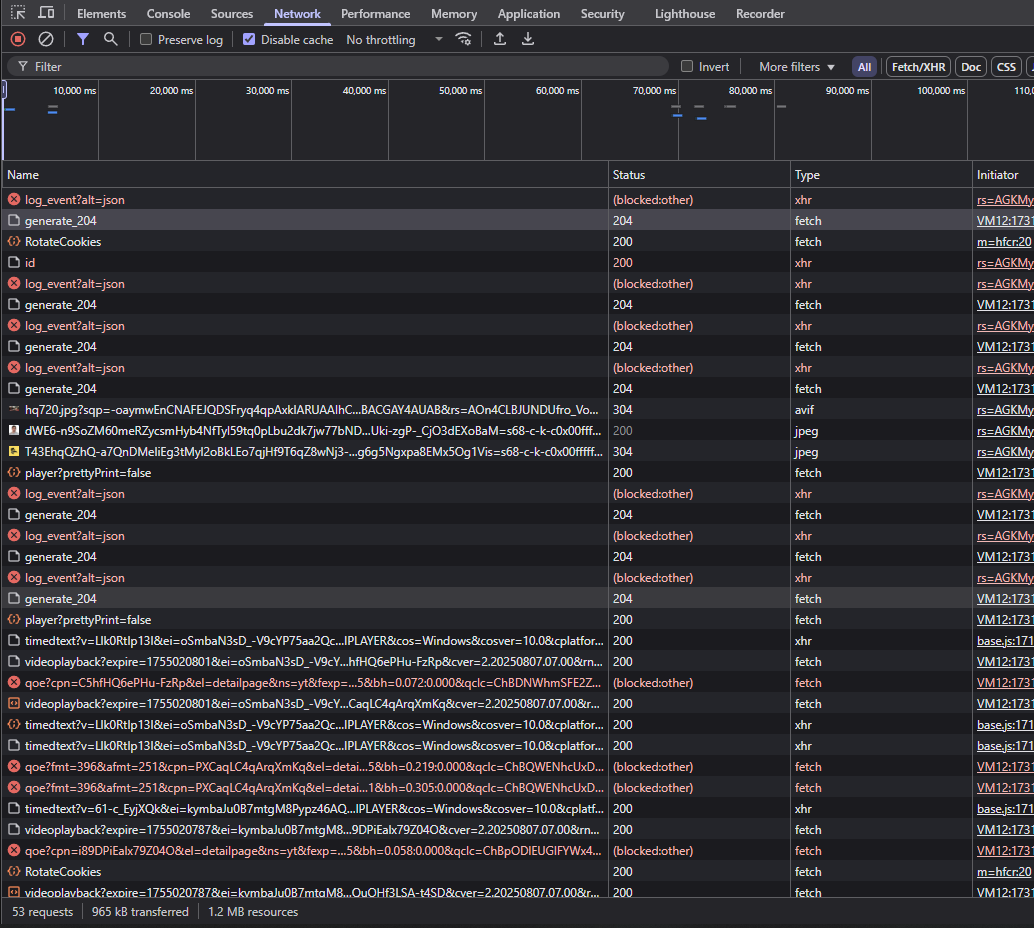 Elements Console Sources Network Performance Memory Application Security Lighthouse Recorder
Preserve log Disable cache No throttling
Filter Invert More filters All Fetch/XHR Doc CSS
10,000 ms 20,000 ms 30,000 ms 40,000 ms 50,000 ms 60,000 ms 70,000 ms 80,000 ms 90,000 ms 100,000 ms 110,0
Name Status Type Initiator
log_event?alt=json (blocked:other) xhr rs=AGKMy
generate_204 204 fetch VM12:1731
RotateCookies 200 fetch m=hfcr:20
id 200 xhr rs=AGKMy
log_event?alt=json (blocked:other) xhr rs=AGKMy
generate_204 204 fetch VM12:1731
log_event?alt=json (blocked:other) xhr rs=AGKMy
generate_204 204 fetch VM12:1731
log_event?alt=json (blocked:other) xhr rs=AGKMy
generate_204 204 fetch VM12:1731
hq720.jpg?sqp=-oaymwEnCNAFEJQDSFryq4qpAxkIARUAAIhC...BACGAY4AUAB&rs=AOn4CLBJUNDUfro_Vo... 304 avif rs=AGKMy
dWE6-n9SoZM60meRZycsmHyb4NfTyl59tq0pLbu2dk7jw77bND...Uki-zgP-_CjO3dEXoBaM=s68-c-k-c0x00fff... 200 jpeg rs=AGKMy
T43EhqQZhQ-a7QnDMeIiEg3tMyI2oBkLEo7qjHf9T6qZ8wNj3-...g6g5Ngxpa8EMx5Og1Vis=s68-c-k-c0x00fffff... 304 jpeg rs=AGKMy
player?prettyPrint=false 200 fetch VM12:1731
log_event?alt=json (blocked:other) xhr rs=AGKMy
generate_204 204 fetch VM12:1731
log_event?alt=json (blocked:other) xhr rs=AGKMy
generate_204 204 fetch VM12:1731
log_event?alt=json (blocked:other) xhr rs=AGKMy
generate_204 204 fetch VM12:1731
player?prettyPrint=false 200 fetch VM12:1731
timedtext?v=LIk0RtIp13I&ei=oSmbaN3sD_-V9cYP75aa2Qc...IPLAYER&cos=Windows&cosver=10.0&cplatfor... 200 xhr base.js:171
videoplayback?expire=1755020801&ei=oSmbaN3sD_-V9cY...hfHQ6ePHu-FzRp&cver=2.20250807.07.00&rn... 200 fetch VM12:1731
qoe?cpn=C5hfHQ6ePHu-FzRp&el=detailpage&ns=yt&fexp=...5&bh=0.072:0.000&qclc=ChBDNWhmSFE2Z... (blocked:other) fetch VM12:1731
videoplayback?expire=1755020801&ei=oSmbaN3sD_-V9cY...CaqLC4qArqXmKq&cver=2.20250807.07.00&r... 200 fetch VM12:1731
timedtext?v=LIk0RtIp13I&ei=oSmbaN3sD_-V9cYP75aa2Qc...IPLAYER&cos=Windows&cosver=10.0&cplatfor... 200 xhr base.js:171
timedtext?v=LIk0RtIp13I&ei=oSmbaN3sD_-V9cYP75aa2Qc...IPLAYER&cos=Windows&cosver=10.0&cplatfor... 200 xhr base.js:171
qoe?fmt=396&afmt=251&cpn=PXCaqLC4qArqXmKq&el=detai...5&bh=0.219:0.000&qclc=ChBQWENhcUxD... (blocked:other) fetch VM12:1731
qoe?fmt=396&afmt=251&cpn=PXCaqLC4qArqXmKq&el=detai...1&bh=0.305:0.000&qclc=ChBQWENhcUxD... (blocked:other) fetch VM12:1731
timedtext?v=61-c_EyjXQk&ei=kymbaJu0B7mtgM8Pypz46AQ...IPLAYER&cos=Windows&cosver=10.0&cplatf... 200 xhr base.js:171
videoplayback?expire=1755020787&ei=kymbaJu0B7mtgM8...9DPiEaIx79Z04O&cver=2.20250807.07.00&rn... 200 fetch VM12:1731
qoe?cpn=i89DPiEaIx79Z04O&el=detailpage&ns=yt&fexp=...5&bh=0.058:0.000&qclc=ChBpODlEUGlFYWx4... (blocked:other) fetch VM12:1731
RotateCookies 200 fetch m=hfcr:20
videoplayback?expire=1755020787&ei=kymbaJu0B7mtgM8...QuOHf3LSA-t4SD&cver=2.20250807.07.00&r... 200 fetch VM12:1731
53 requests 965 kB transferred 1.2 MB resources